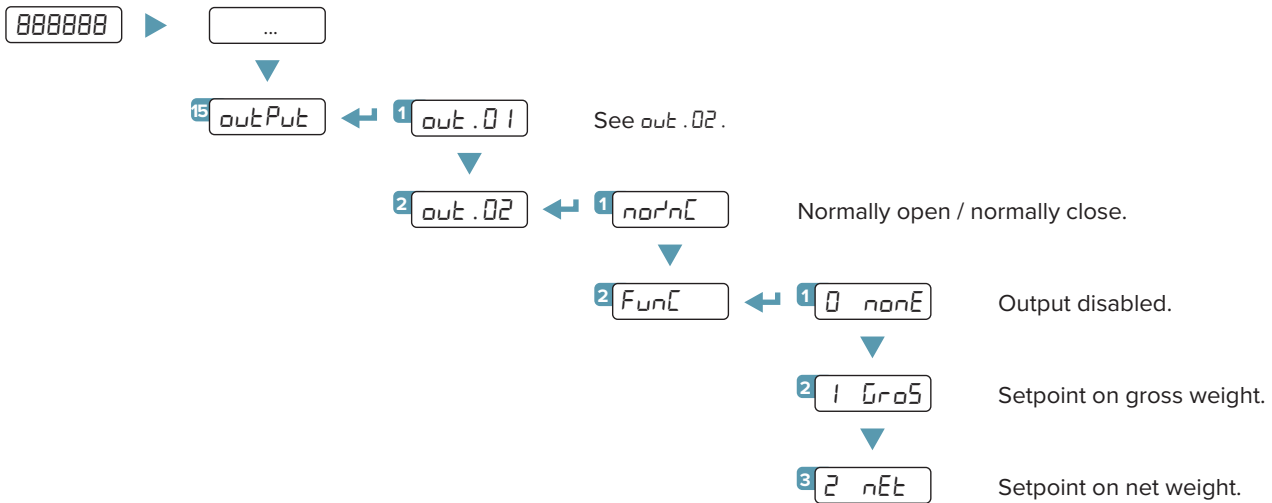 888888 ...
15 outPut 1 out.01 See out.02.
2 out.02 1 no/nC Normally open / normally close.
2 FunC 1 0 nonE Output disabled.
2 1 GroS Setpoint on gross weight.
3 2 nEt Setpoint on net weight.